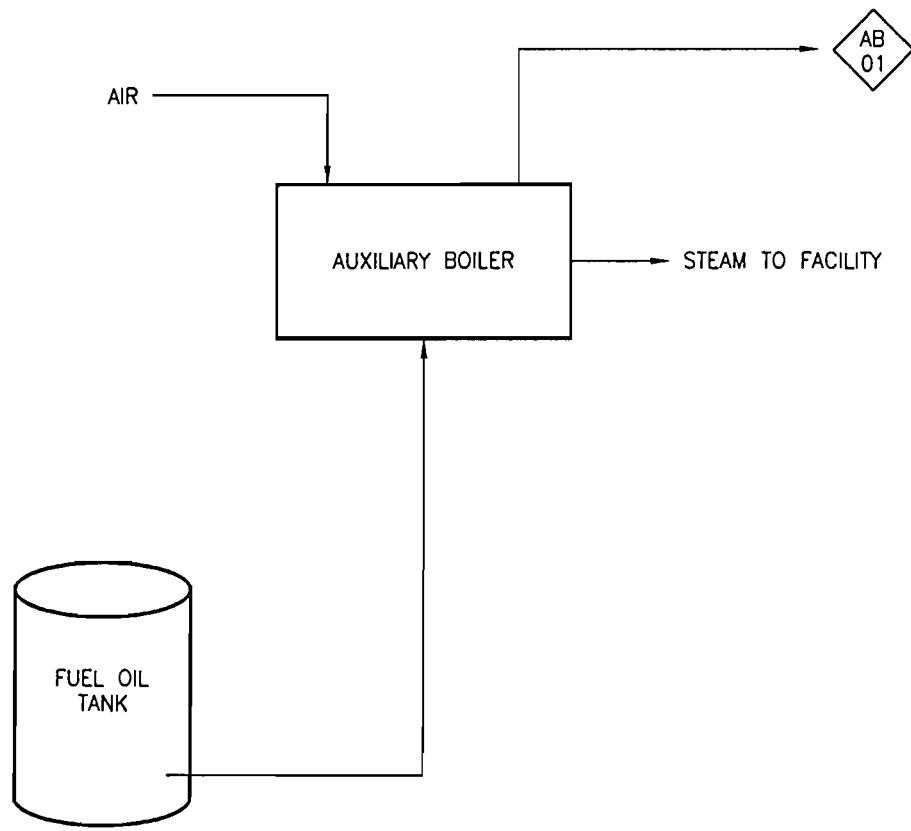 AB
01
AIR
AUXILIARY BOILER
STEAM TO FACILITY
FUEL OIL
TANK